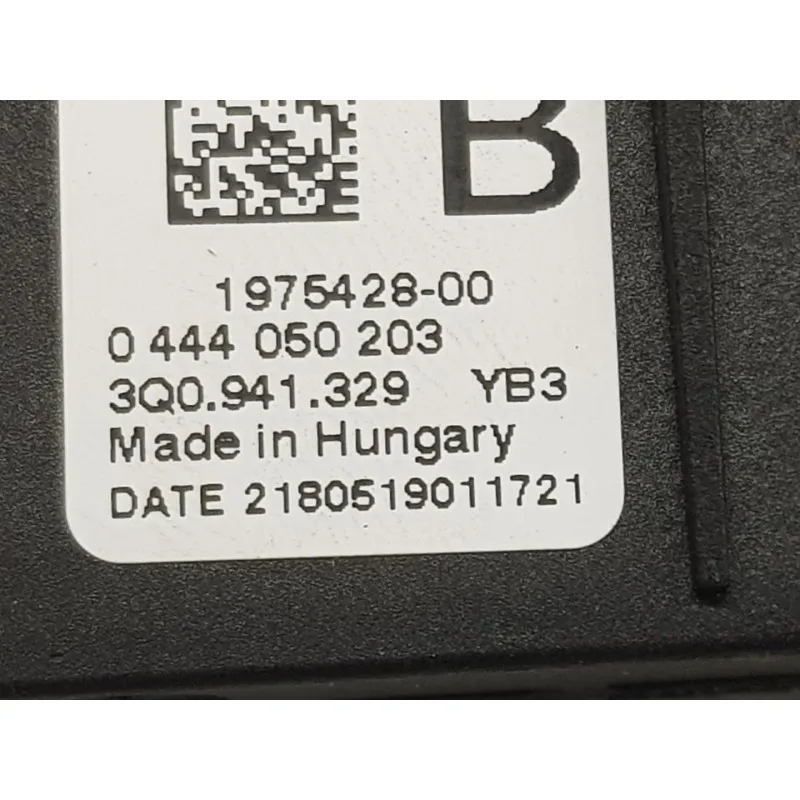 B
1975428-00
0 444 050 203
3Q0.941.329 YB3
Made in Hungary
DATE 2180519011721